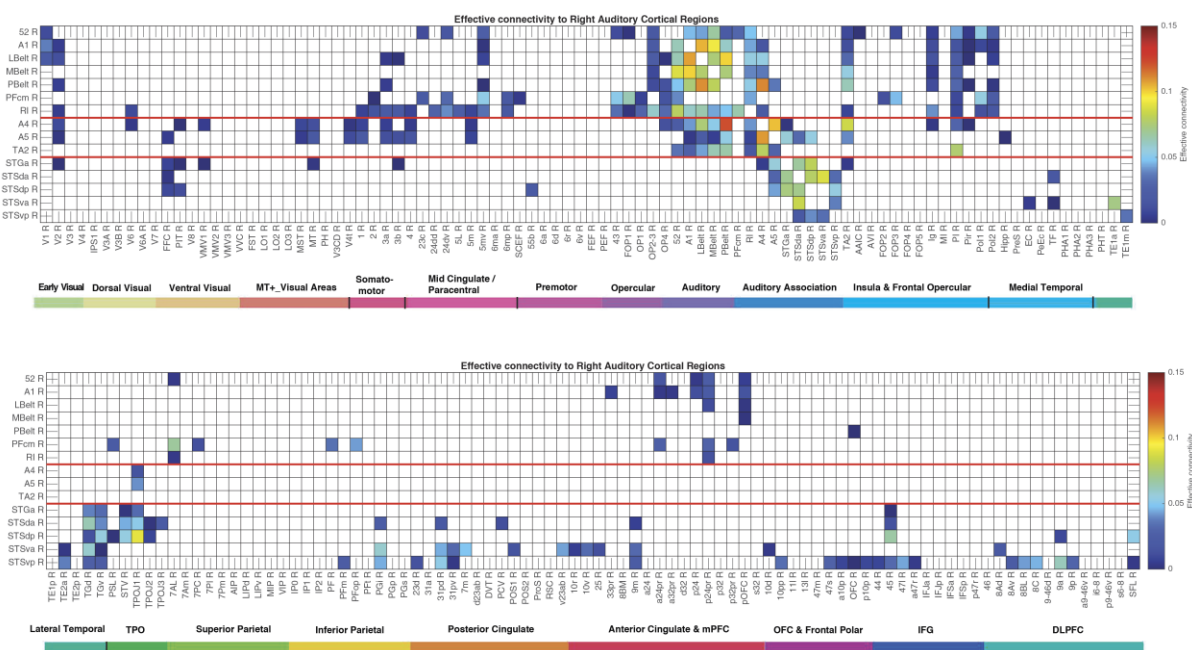 Effective connectivity to Right Auditory Cortical Regions
52 R
A1 R
LBelt R
MBelt R
PBelt R
PFcm R
RI R
A4 R
A5 R
TA2 R
STGa R
STSda R
STSdp R
STSva R
STSvp R
V1 R
V2 R
V3 R
V4 R
IPS1 R
V3A R
V3B R
V6 R
V6A R
V7 R
FFC R
PIT R
V8 R
VMV1 R
VMV2 R
VMV3 R
VVC R
FST R
LO1 R
LO2 R
LO3 R
MST R
MT R
PH R
V3CD R
V4t R
1 R
2 R
3a R
3b R
4 R
23c R
24dd R
24dv R
5L R
5m R
5mv R
6ma R
6mp R
SCEF R
55b R
6a R
6d R
6r R
6v R
FEF R
PEF R
43 R
FOP1 R
OP1 R
OP2-3 R
OP4 R
52 R
A1 R
LBelt R
MBelt R
PBelt R
PFcm R
RI R
A4 R
A5 R
STGa R
STSda R
STSdp R
STSva R
STSvp R
TA2 R
AAIC R
AVI R
FOP2 R
FOP3 R
FOP4 R
FOP5 R
Ig R
MI R
PI R
Pir R
PoI1 R
PoI2 R
Hipp R
PreS R
EC R
PeEc R
TF R
PHA1 R
PHA2 R
PHA3 R
PHT R
TE1a R
TE1m R
0.15
0.1
0.05
0
Effective connectivity
Early Visual
Dorsal Visual
Ventral Visual
MT+_Visual Areas
Somato-
motor
Mid Cingulate /
Paracentral
Premotor
Opercular
Auditory
Auditory Association
Insula & Frontal Opercular
Medial Temporal
Effective connectivity to Right Auditory Cortical Regions
52 R
A1 R
LBelt R
MBelt R
PBelt R
PFcm R
RI R
A4 R
A5 R
TA2 R
STGa R
STSda R
STSdp R
STSva R
STSvp R
TE1p R
TE2a R
TE2p R
TGd R
TGv R
PSL R
STV R
TPOJ1 R
TPOJ2 R
TPOJ3 R
7AL R
7Am R
7PC R
7Pl R
7Pm R
AIP R
LIPd R
LIPv R
MIP R
VIP R
IP0 R
IP1 R
IP2 R
PF R
PFm R
PFop R
PFt R
PGi R
PGp R
PGs R
23d R
31a R
31pd R
31pv R
7m R
d23ab R
DVT R
PCV R
POS1 R
POS2 R
ProS R
RSC R
v23ab R
10r R
10v R
25 R
33pr R
8BM R
9m R
a24 R
a24pr R
a32pr R
d32 R
p24 R
p24pr R
p32 R
p32pr R
pOFC R
s32 R
10d R
10pp R
11l R
13l R
47m R
47s R
a10p R
OFC R
p10p R
44 R
45 R
47l R
a47r R
IFJa R
IFJp R
IFSa R
IFSp R
p47r R
46 R
8Ad R
8Av R
8BL R
8C R
9-46d R
9a R
9p R
a9-46v R
i6-8 R
p9-46v R
s6-8 R
SFL R
0.15
0.1
0.05
0
Effective connectivity
Lateral Temporal
TPO
Superior Parietal
Inferior Parietal
Posterior Cingulate
Anterior Cingulate & mPFC
OFC & Frontal Polar
IFG
DLPFC